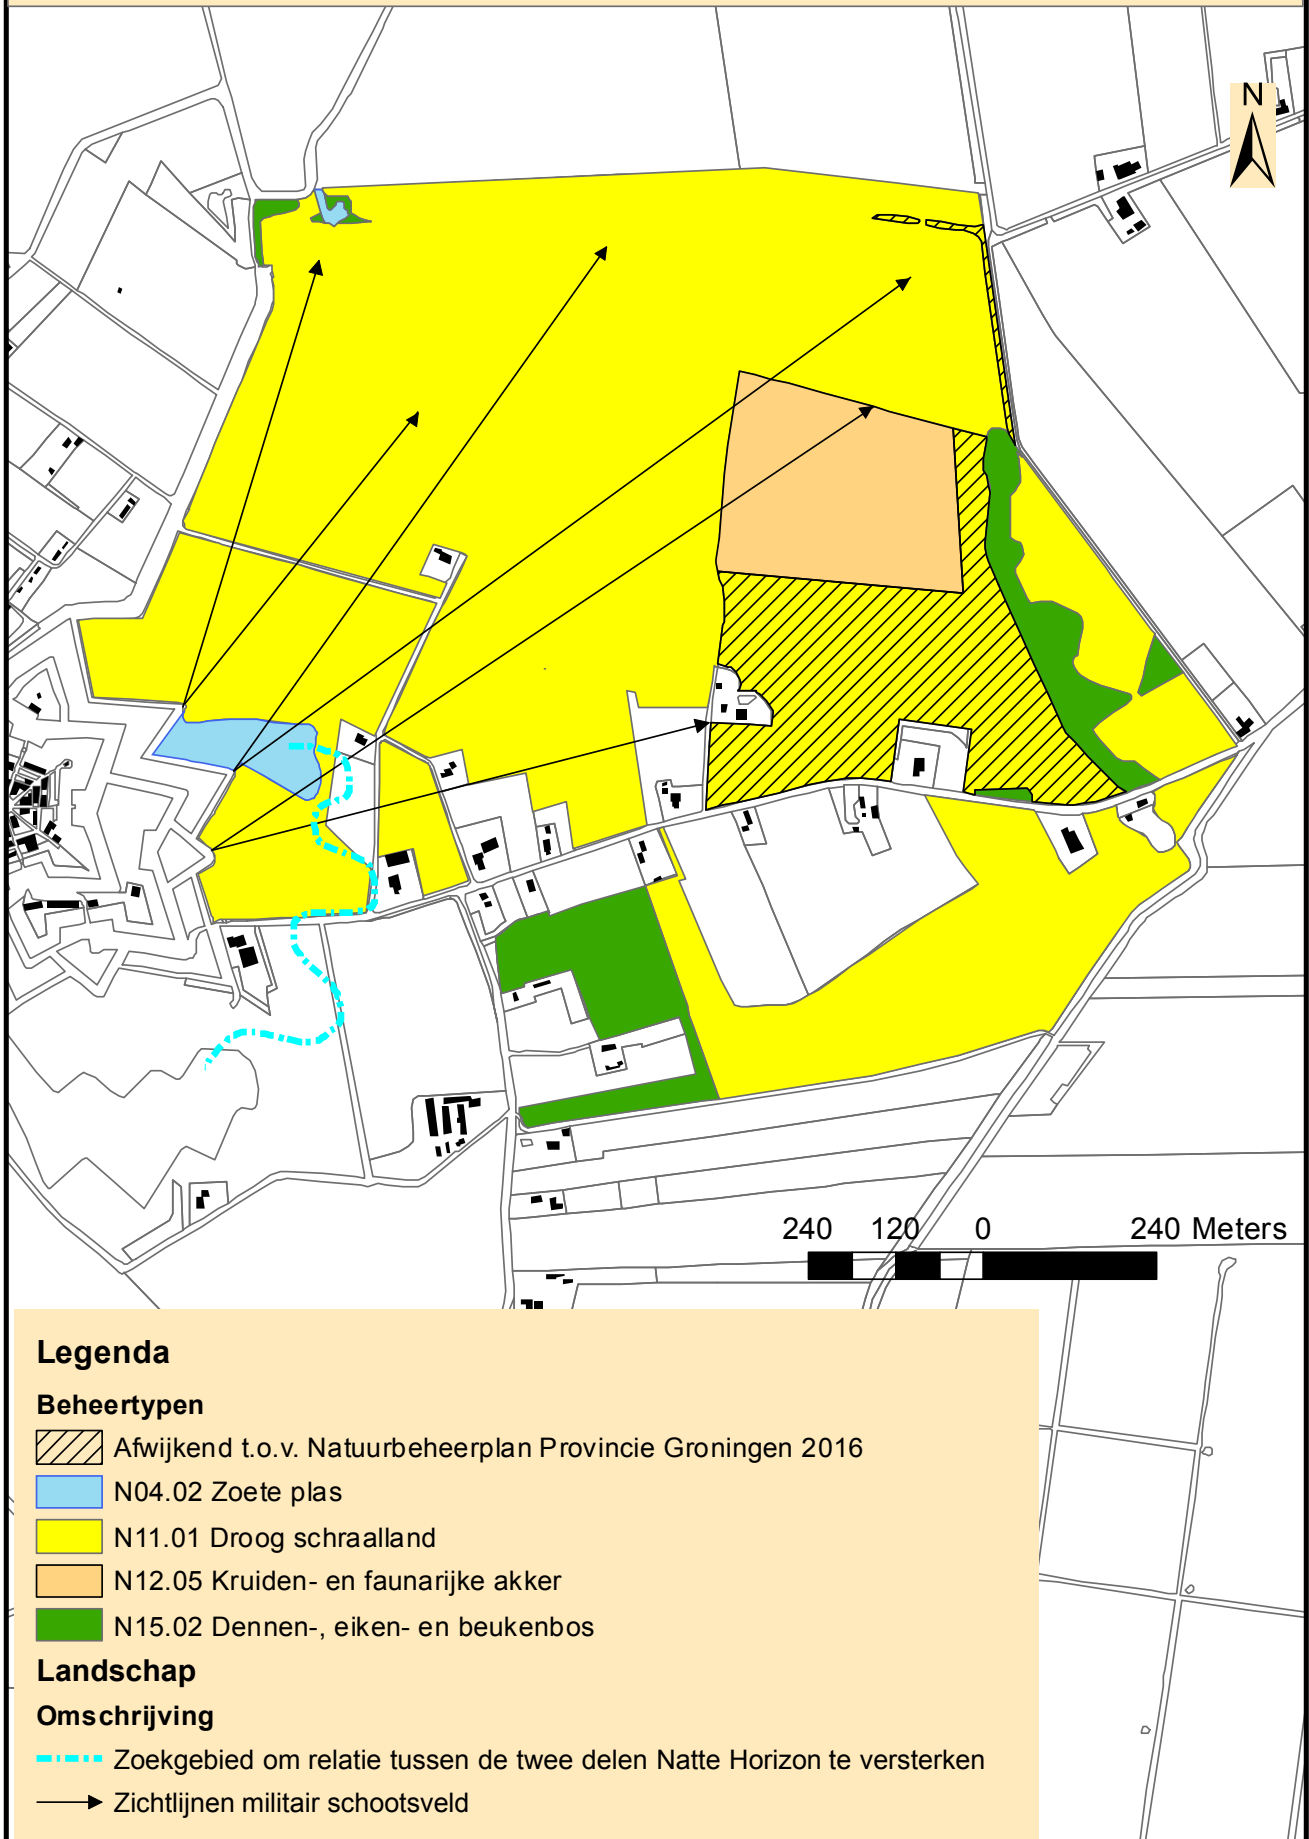 N
240 120 0 240 Meters
Legenda
Beheertypen
Afwijkend t.o.v. Natuurbeheerplan Provincie Groningen 2016
N04.02 Zoete plas
N11.01 Droog schraalland
N12.05 Kruiden- en faunarijke akker
N15.02 Dennen-, eiken- en beukenbos
Landschap
Omschrijving
Zoekgebied om relatie tussen de twee delen Natte Horizon te versterken
Zichtlijnen militair schootsveld